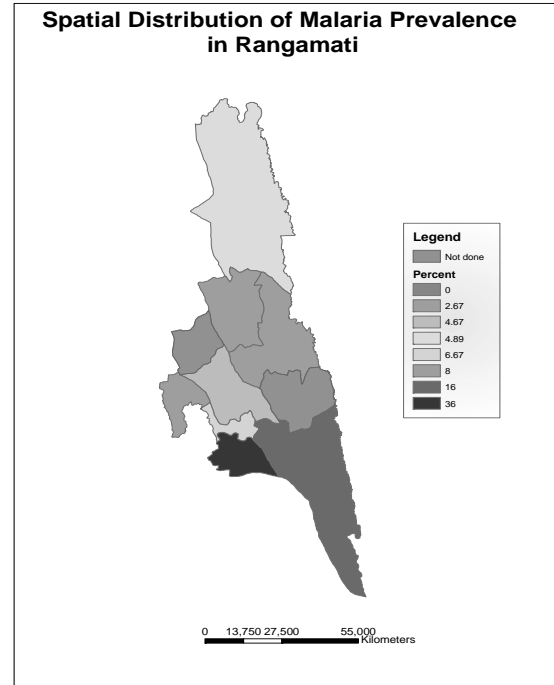 Spatial Distribution of Malaria Prevalence
in Rangamati
Legend
Not done
Percent
0
2.67
4.67
4.89
6.67
8
16
36
0 13,750 27,500 55,000
Kilometers